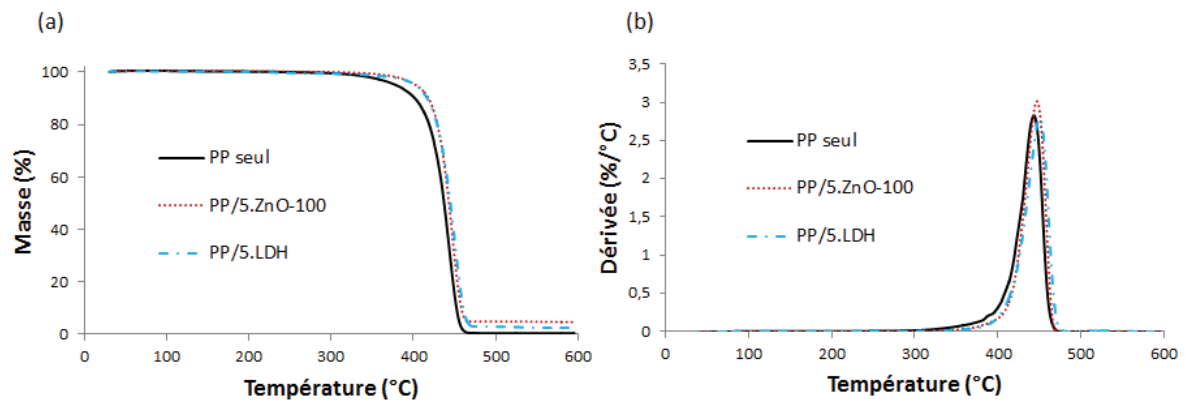 (a)
100
80
60
40
20
0
Masse (%)
PP seul
PP/5.ZnO-100
PP/5.LDH
0 100 200 300 400 500 600
Température (°C)
(b)
3,5
3
2,5
2
1,5
1
0,5
0
Dérivée (%/°C)
PP seul
PP/5.ZnO-100
PP/5.LDH
0 100 200 300 400 500 600
Température (°C)